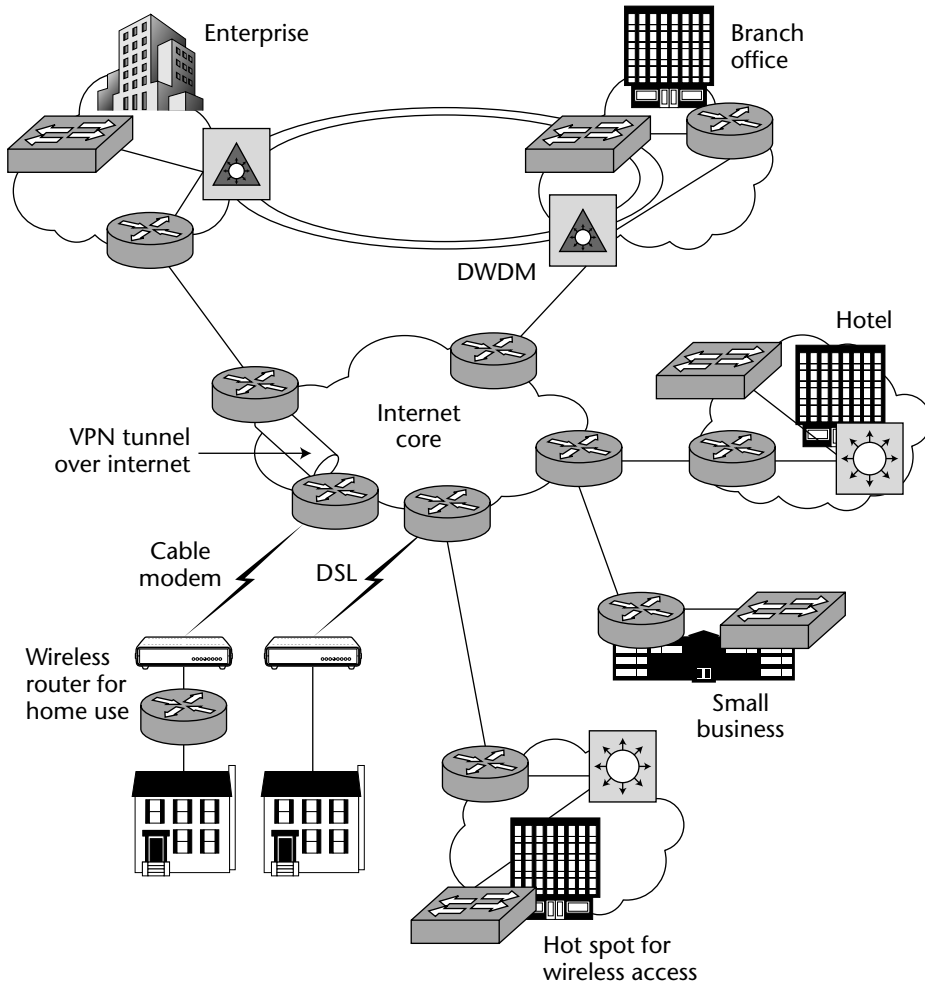 Enterprise
Branch
office
DWDM
Hotel
Internet
core
VPN tunnel
over internet
Cable
modem
DSL
Wireless
router for
home use
Small
business
Hot spot for
wireless access